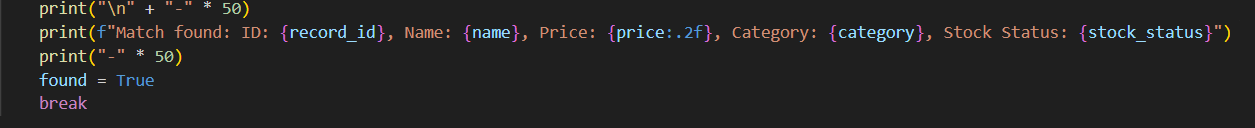 print("\n" + "-" * 50)
print(f"Match found: ID: {record_id}, Name: {name}, Price: {price:.2f}, Category: {category}, Stock Status: {stock_status}")
print("-" * 50)
found = True
break